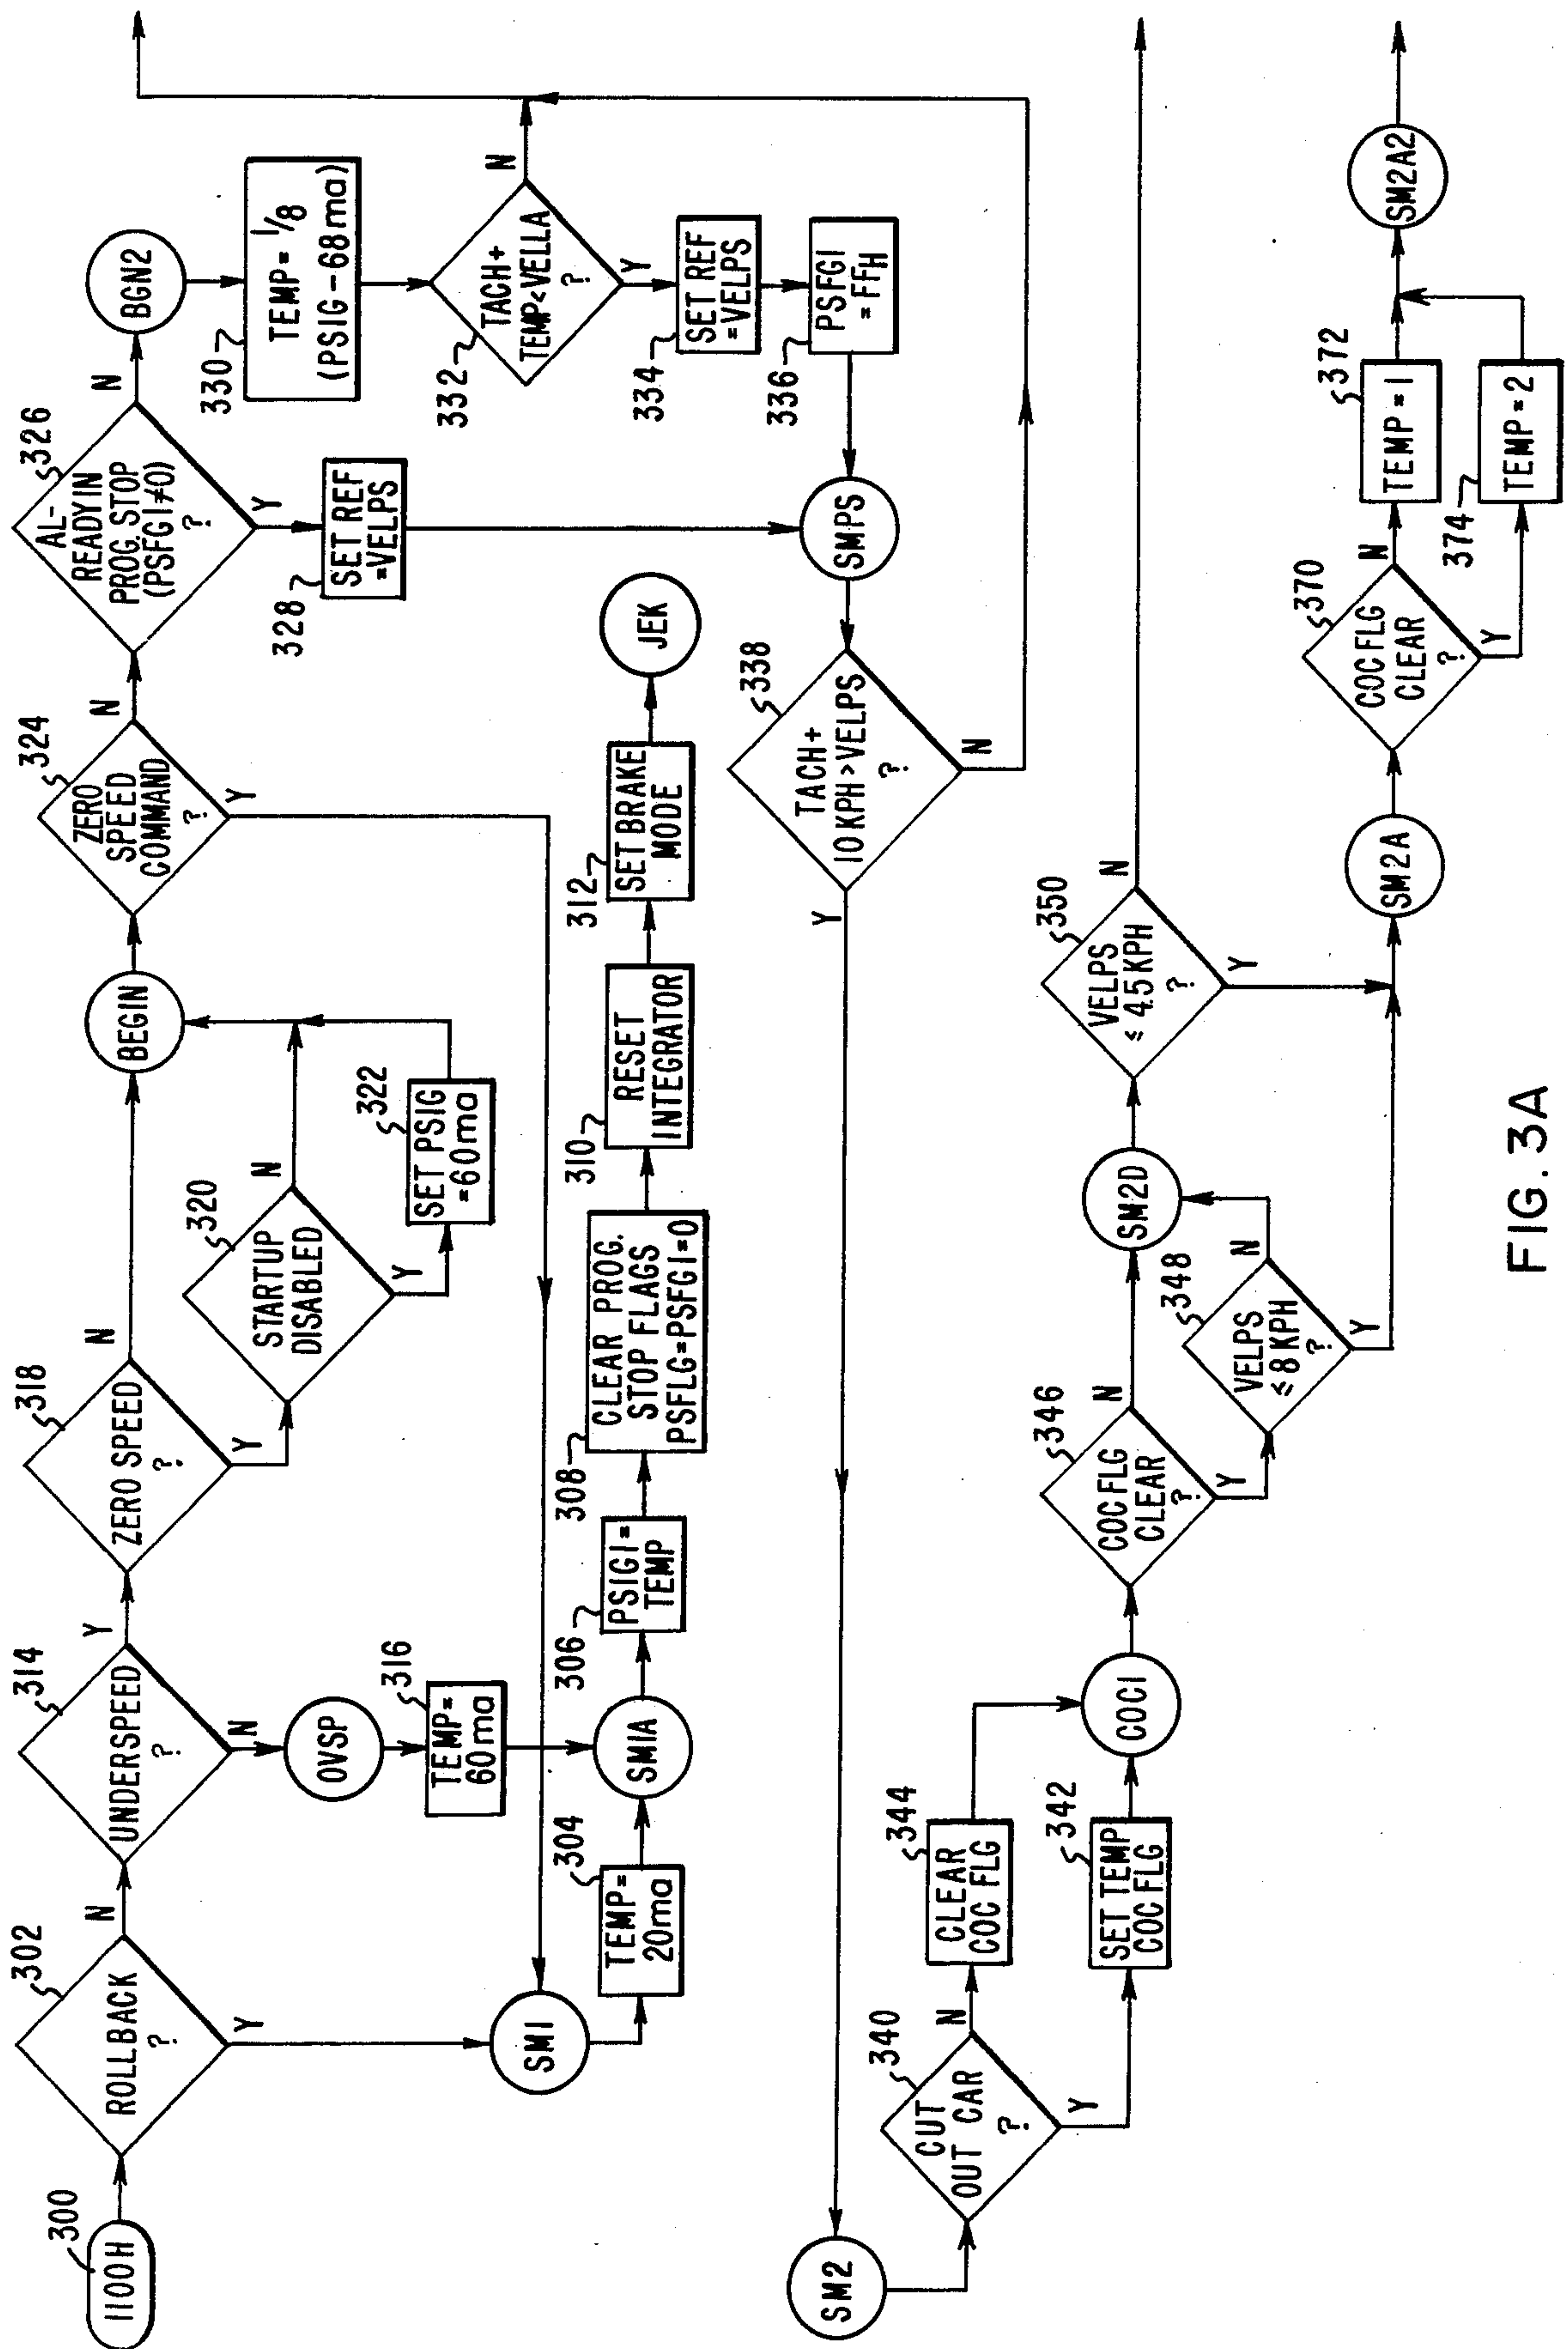 300
1100H
302
ROLLBACK
?
N
Y
314
UNDERSPEED
?
Y
N
318
ZERO SPEED
?
N
Y
320
STARTUP
DISABLED
N
Y
322
SET PSIG
=60ma
BEGIN
324
ZERO
SPEED
COMMAND
?
N
Y
326
AL-
READY IN
PROG. STOP
(PSFG1≠0)
?
N
Y
BGN2
328
SET REF
=VELPS
330
TEMP = 1/8
(PSIG-68ma)
332
TACH+
TEMP<VELLA
?
N
Y
334
SET REF
=VELPS
336
PSFG1
=FFH
SMPS
OVSP
316
TEMP=
60ma
SM1
304
TEMP=
20ma
SM1A
306
PSIG1=
TEMP
308
CLEAR PROG.
STOP FLAGS
PSFLG=PSFG1=0
310
RESET
INTEGRATOR
312
SET BRAKE
MODE
JEK
338
TACH+
10 KPH>VELPS
?
Y
N
SM2
340
CUT
OUT CAR
?
N
Y
344
CLEAR
COC FLG
342
SET TEMP
COC FLG
COC1
346
COC FLG
CLEAR
?
N
Y
348
VELPS
≤ 8 KPH
?
N
Y
SM2D
350
VELPS
≤ 4.5 KPH
?
N
Y
SM2A
370
COC FLG
CLEAR
?
N
Y
372
TEMP = 1
374
TEMP = 2
SM2A2
FIG. 3A